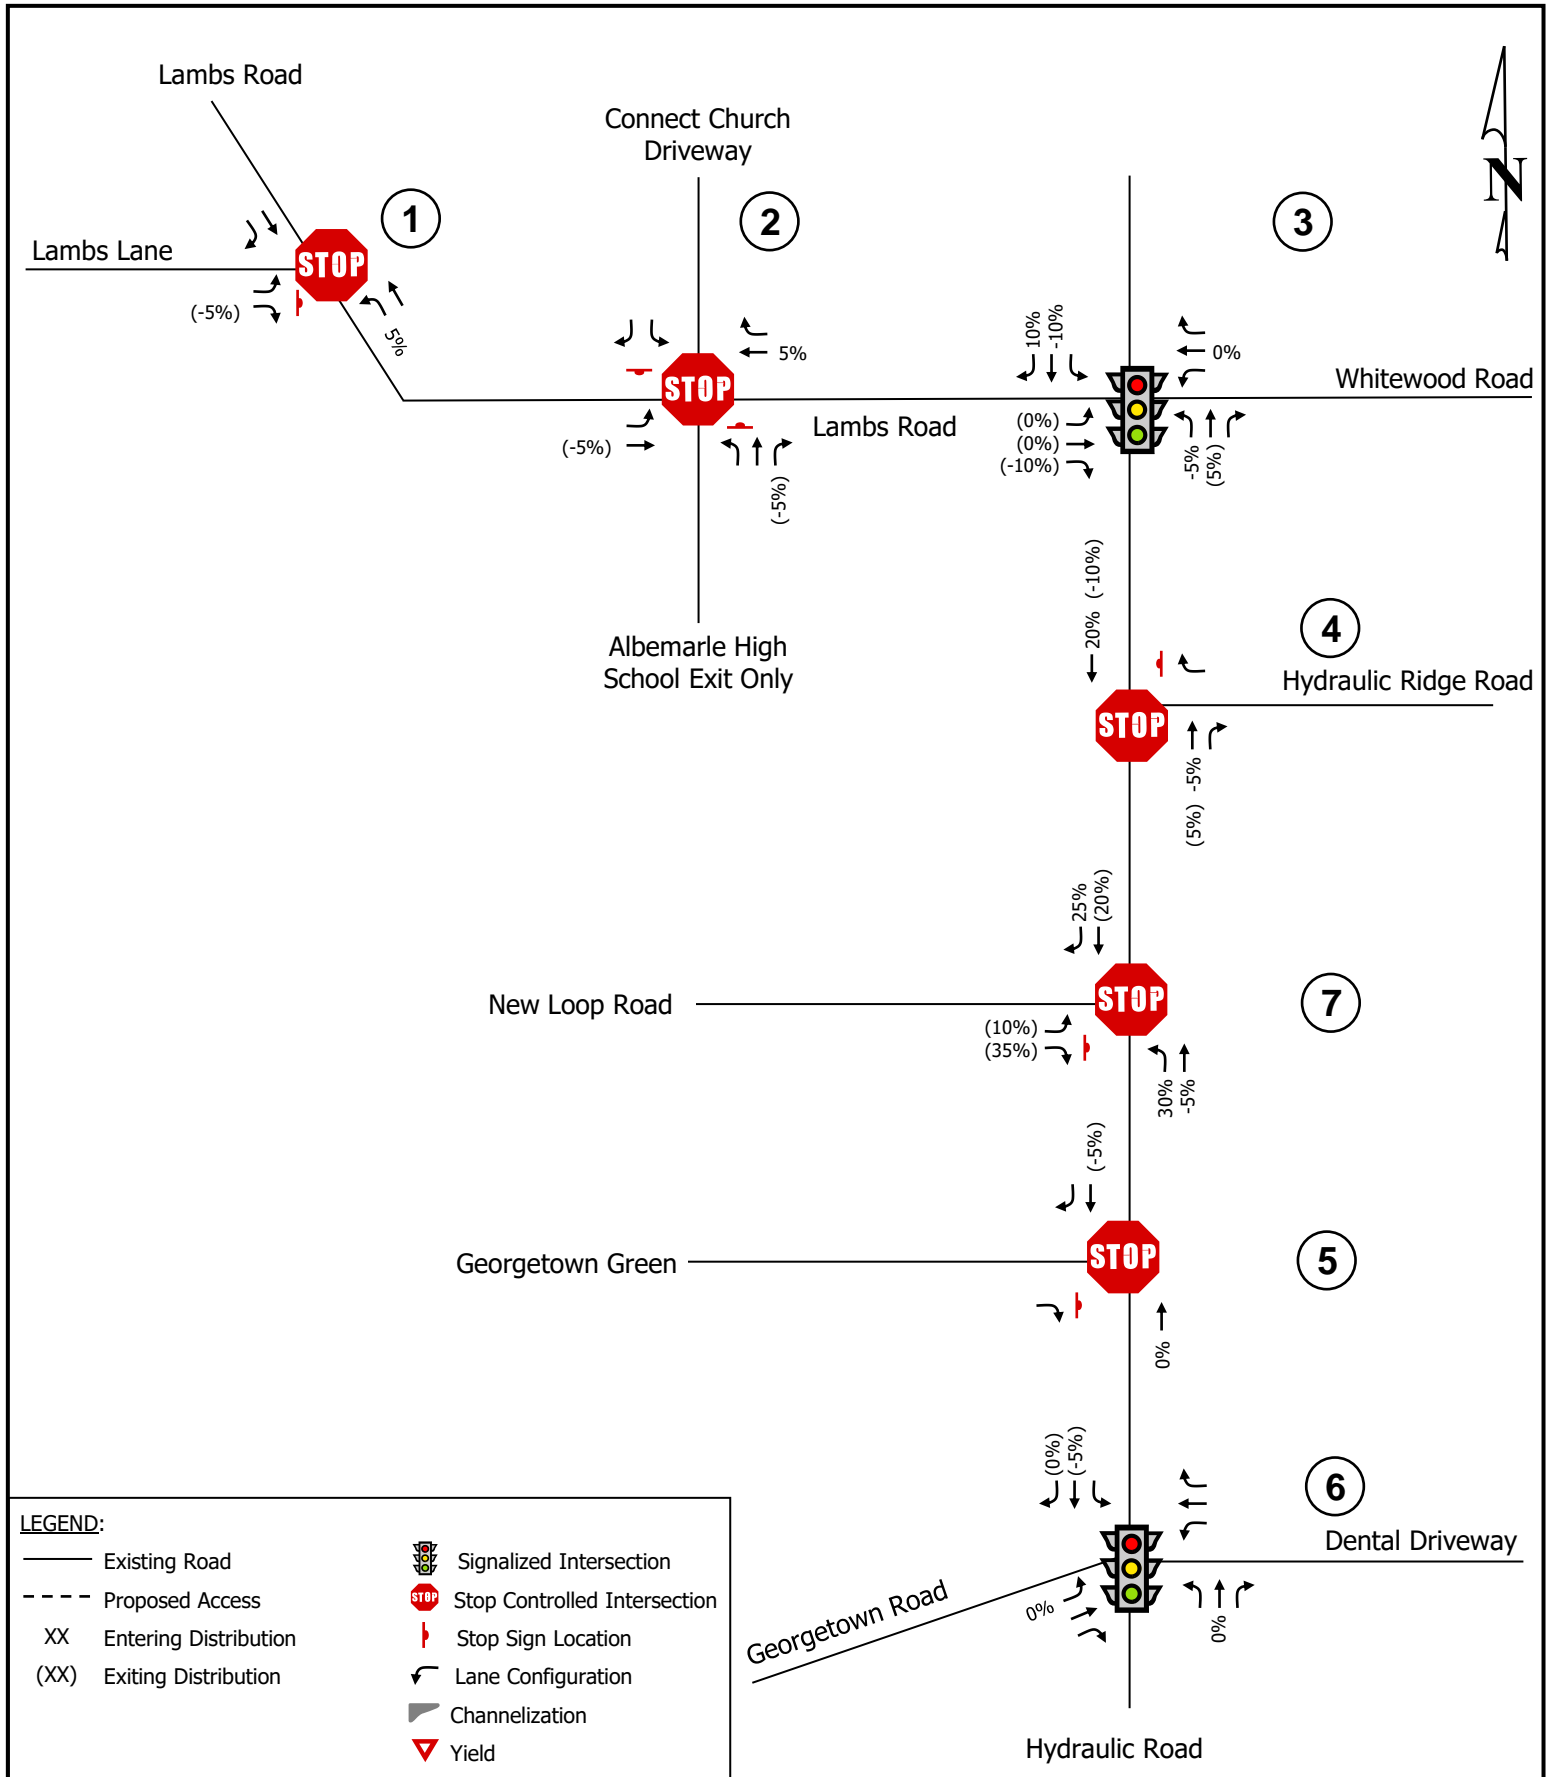 Lambs Road
Connect Church
Driveway
1
2
3
N
Lambs Lane
STOP
(-5%)
5%
5%
STOP
(-5%)
(-5%)
Lambs Road
10%
-10%
0%
Whitewood Road
(0%)
(0%)
(-10%)
-5%
(5%)
Albemarle High
School Exit Only
20% (-10%)
4
Hydraulic Ridge Road
STOP
(5%) -5%
25%
(20%)
New Loop Road
STOP
7
(10%)
(35%)
30%
-5%
(-5%)
Georgetown Green
STOP
5
0%
(0%)
(-5%)
6
Dental Driveway
Georgetown Road
0%
0%
Hydraulic Road
LEGEND:
Existing Road
Proposed Access
XX Entering Distribution
(XX) Exiting Distribution
Signalized Intersection
STOP Stop Controlled Intersection
Stop Sign Location
Lane Configuration
Channelization
Yield